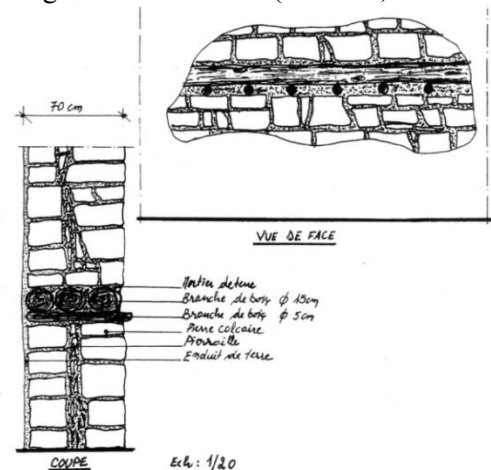 70 cm
VUE DE FACE
Mortier de terre
Branche de bois ϕ 15cm
Branche de bois ϕ 5cm
Pierre calcaire
Pierraille
Enduit de terre
COUPE
Ech: 1/20